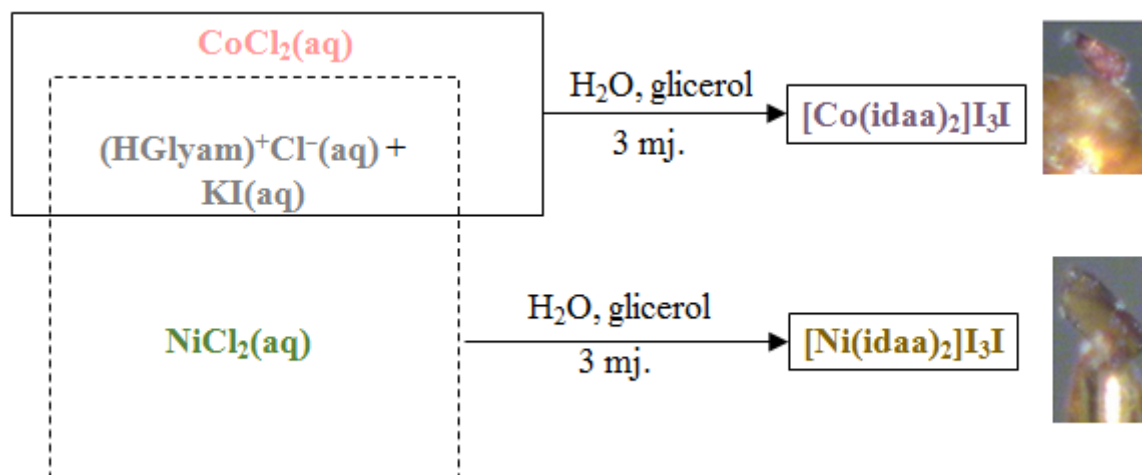 CoCl₂(aq)
(HGlyam)⁺Cl⁻(aq) +
KI(aq)
H₂O, glicerol
3 mj.
[Co(idaa)₂]I₃I
NiCl₂(aq)
H₂O, glicerol
3 mj.
[Ni(idaa)₂]I₃I